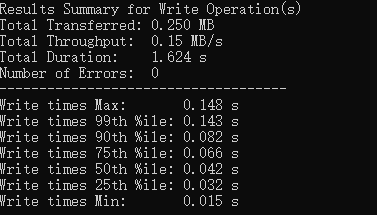 Results Summary for Write Operation(s)
Total Transferred: 0.250 MB
Total Throughput:  0.15 MB/s
Total Duration:    1.624 s
Number of Errors:  0
------------------------------------
Write times Max:       0.148 s
Write times 99th %ile: 0.143 s
Write times 90th %ile: 0.082 s
Write times 75th %ile: 0.066 s
Write times 50th %ile: 0.042 s
Write times 25th %ile: 0.032 s
Write times Min:       0.015 s